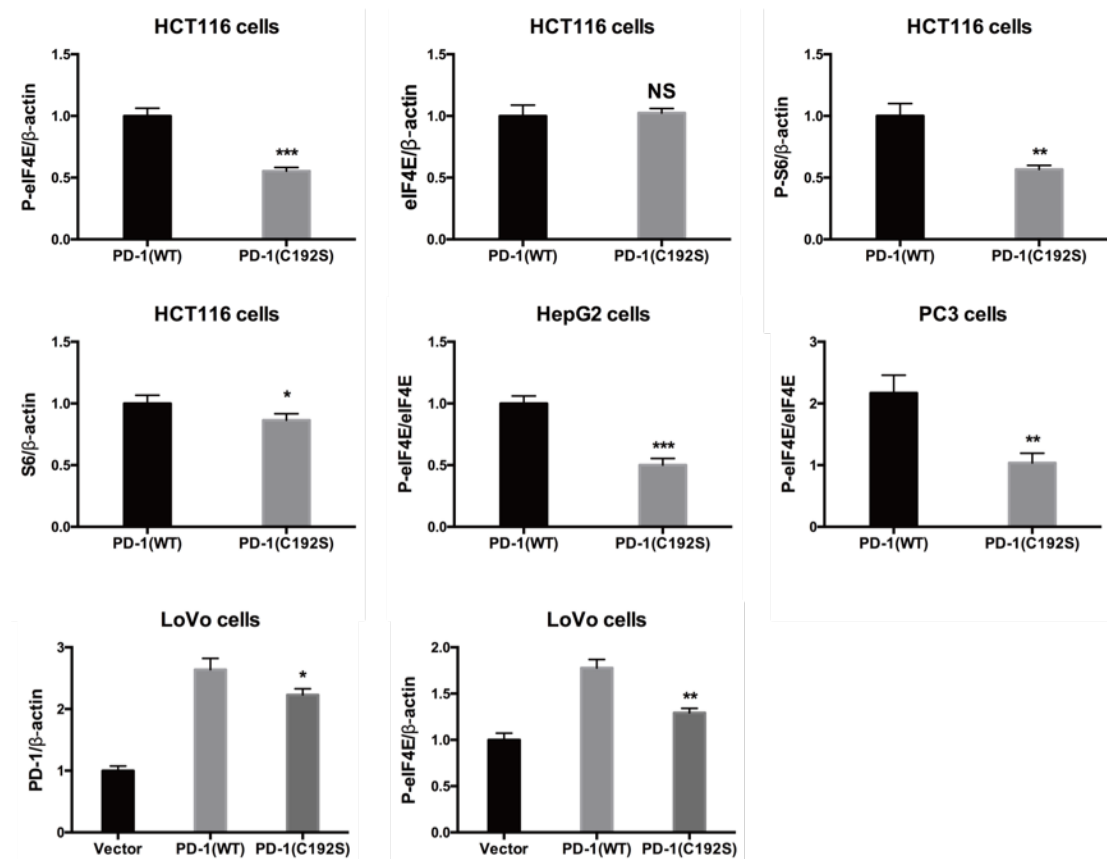 HCT116 cells
P-eIF4E/β-actin
1.5
1.0
0.5
0.0
***
PD-1(WT) PD-1(C192S)
HCT116 cells
eIF4E/β-actin
1.5
1.0
0.5
0.0
NS
PD-1(WT) PD-1(C192S)
HCT116 cells
P-S6/β-actin
1.5
1.0
0.5
0.0
**
PD-1(WT) PD-1(C192S)
HCT116 cells
S6/β-actin
1.5
1.0
0.5
0.0
*
PD-1(WT) PD-1(C192S)
HepG2 cells
P-eIF4E/eIF4E
1.5
1.0
0.5
0.0
***
PD-1(WT) PD-1(C192S)
PC3 cells
P-eIF4E/eIF4E
3
2
1
0
**
PD-1(WT) PD-1(C192S)
LoVo cells
PD-1/β-actin
3
2
1
0
*
Vector PD-1(WT) PD-1(C192S)
LoVo cells
P-eIF4E/β-actin
2.0
1.5
1.0
0.5
0.0
**
Vector PD-1(WT) PD-1(C192S)